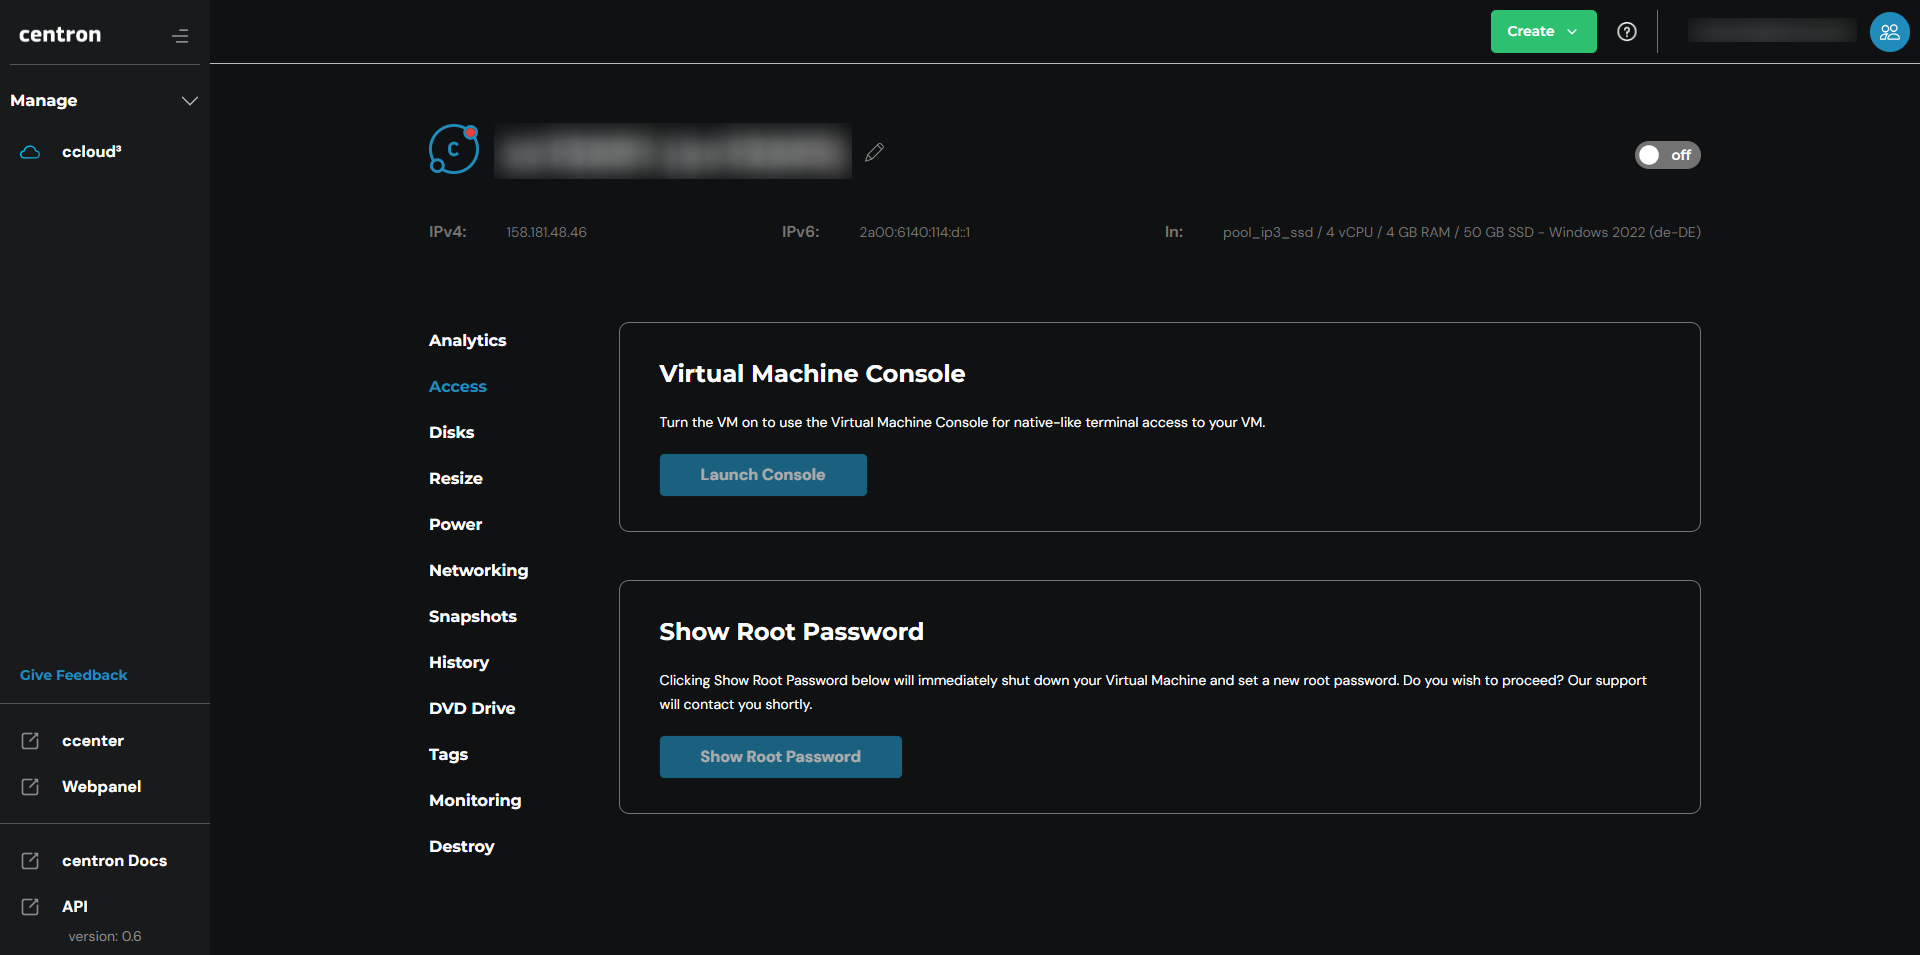 centron
Create
Manage
ccloud³
C
off
IPv4: 158.181.48.46 IPv6: 2a00:6140:114:d::1 In: pool_ip3_ssd / 4 vCPU / 4 GB RAM / 50 GB SSD - Windows 2022 (de-DE)
Analytics
Access
Disks
Resize
Power
Networking
Snapshots
History
DVD Drive
Tags
Monitoring
Destroy
Virtual Machine Console
Turn the VM on to use the Virtual Machine Console for native-like terminal access to your VM.
Launch Console
Show Root Password
Clicking Show Root Password below will immediately shut down your Virtual Machine and set a new root password. Do you wish to proceed? Our support
will contact you shortly.
Show Root Password
Give Feedback
ccenter
Webpanel
centron Docs
API
version: 0.6